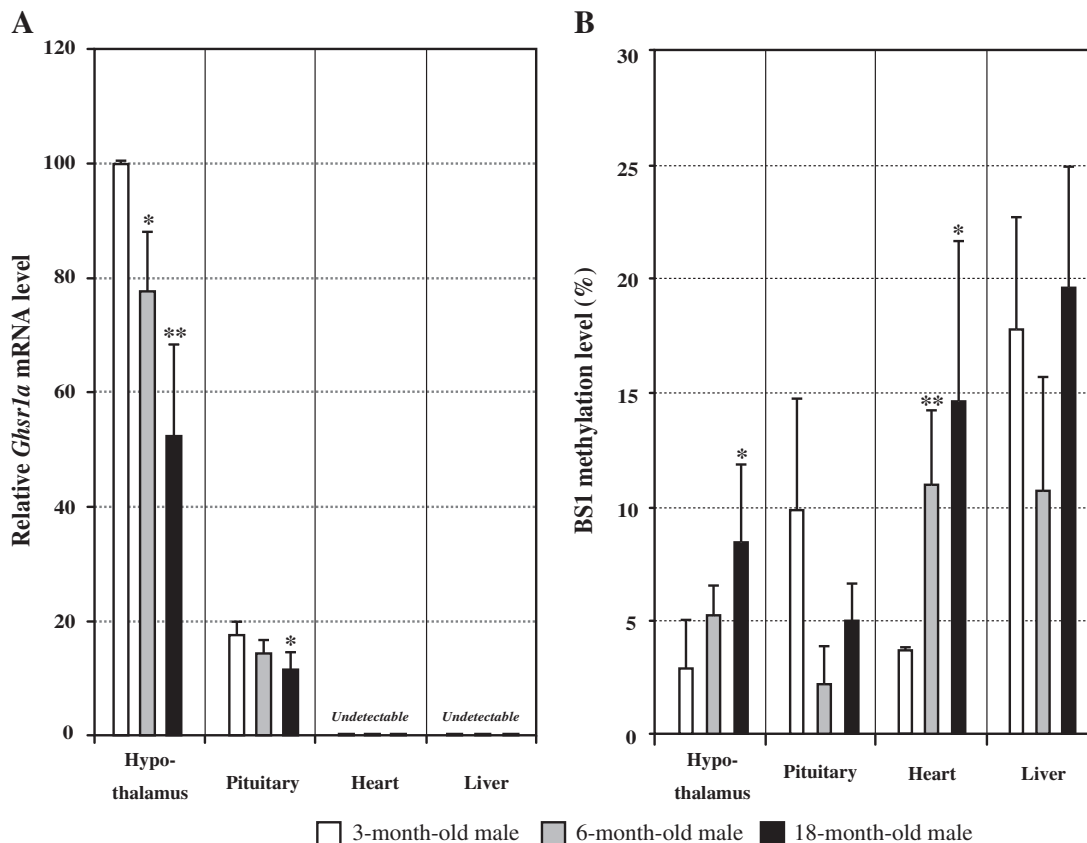 A
B
120
100
80
60
40
20
0
Relative Ghsr1a mRNA level
*
**
*
Undetectable
Undetectable
Hypo-
thalamus
Pituitary
Heart
Liver
30
25
20
15
10
5
0
BS1 methylation level (%)
*
**
*
Hypo-
thalamus
Pituitary
Heart
Liver
3-month-old male
6-month-old male
18-month-old male